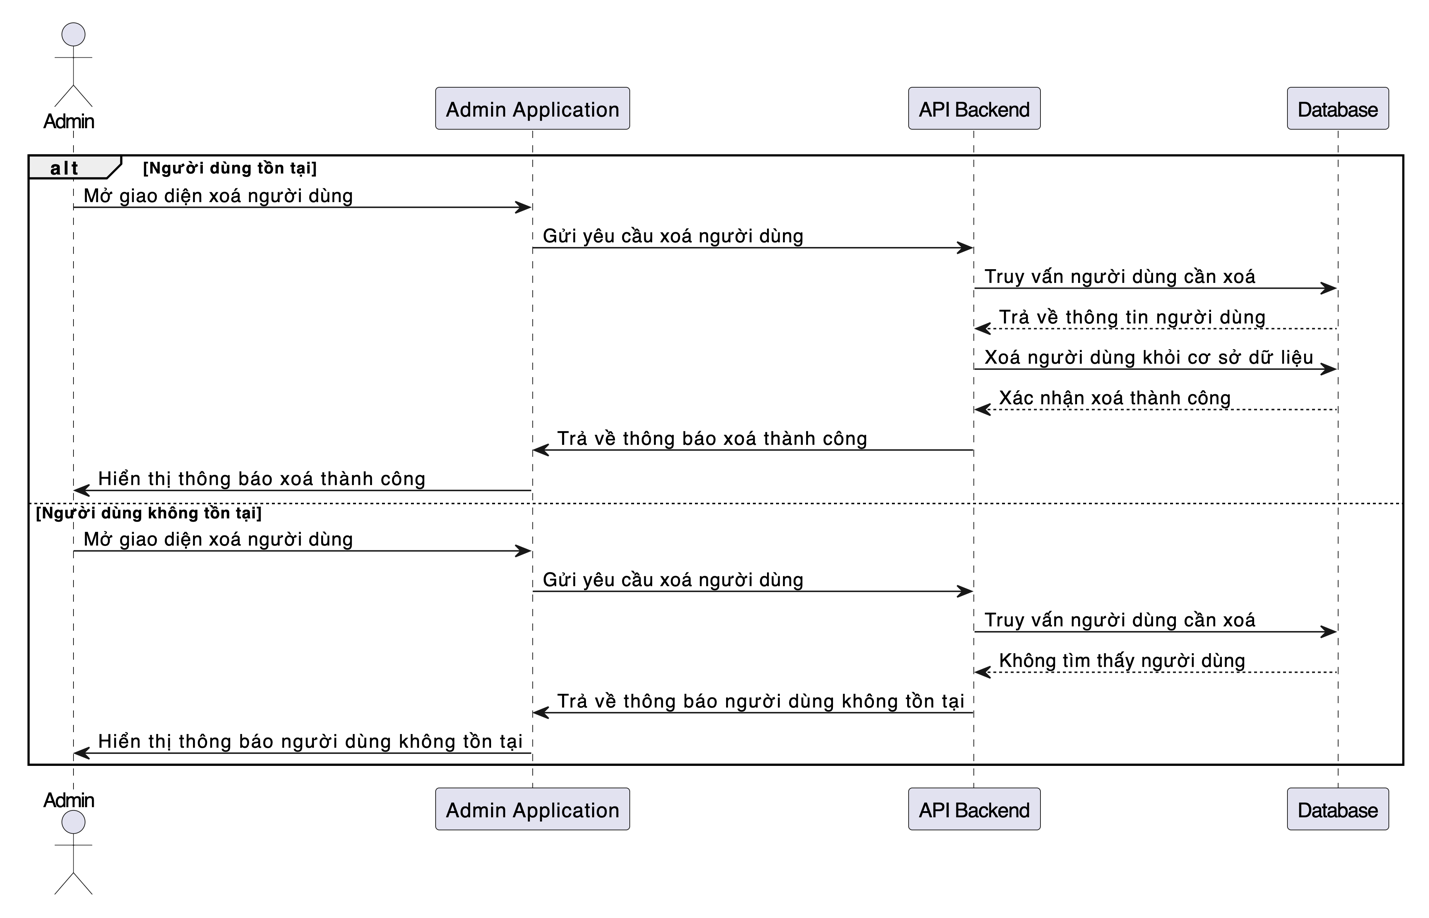 Admin
Admin Application
API Backend
Database
alt
[Người dùng tồn tại]
Mở giao diện xoá người dùng
Gửi yêu cầu xoá người dùng
Truy vấn người dùng cần xoá
Trả về thông tin người dùng
Xoá người dùng khỏi cơ sở dữ liệu
Xác nhận xoá thành công
Trả về thông báo xoá thành công
Hiển thị thông báo xoá thành công
[Người dùng không tồn tại]
Mở giao diện xoá người dùng
Gửi yêu cầu xoá người dùng
Truy vấn người dùng cần xoá
Không tìm thấy người dùng
Trả về thông báo người dùng không tồn tại
Hiển thị thông báo người dùng không tồn tại
Admin
Admin Application
API Backend
Database